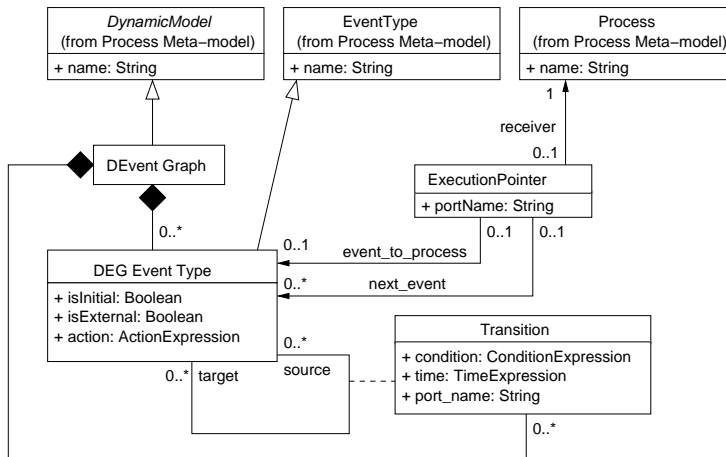 DynamicModel
(from Process Meta-model)
+ name: String
EventType
(from Process Meta-model)
+ name: String
Process
(from Process Meta-model)
+ name: String
1
receiver
0..1
DEvent Graph
ExecutionPointer
+ portName: String
0..*
0..1
event_to_process
0..1
0..1
DEG Event Type
0..*
next_event
+ isInitial: Boolean
+ isExternal: Boolean
+ action: ActionExpression
0..*
source
0..*
target
Transition
+ condition: ConditionExpression
+ time: TimeExpression
+ port_name: String
0..*